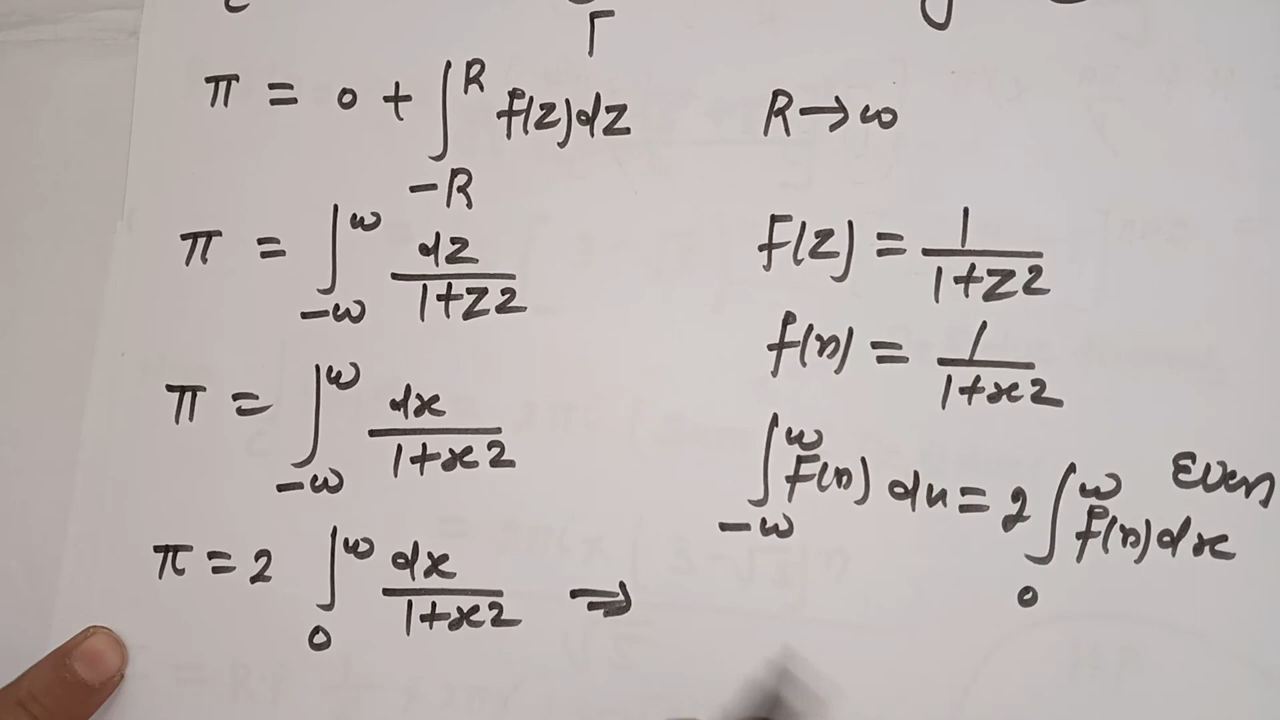 Γ
π = 0 + ∫_{-R}^{R} f(z)dz    R→∞
π = ∫_{-∞}^{∞} dz/(1+z2)    F(z) = 1/(1+z2)
f(x) = 1/(1+x2)
π = ∫_{-∞}^{∞} dx/(1+x2)
∫_{-∞}^{∞} F(x) dx = 2 ∫_{0}^{∞} f(x)dx Even
π = 2 ∫_{0}^{∞} dx/(1+x2) ⇒